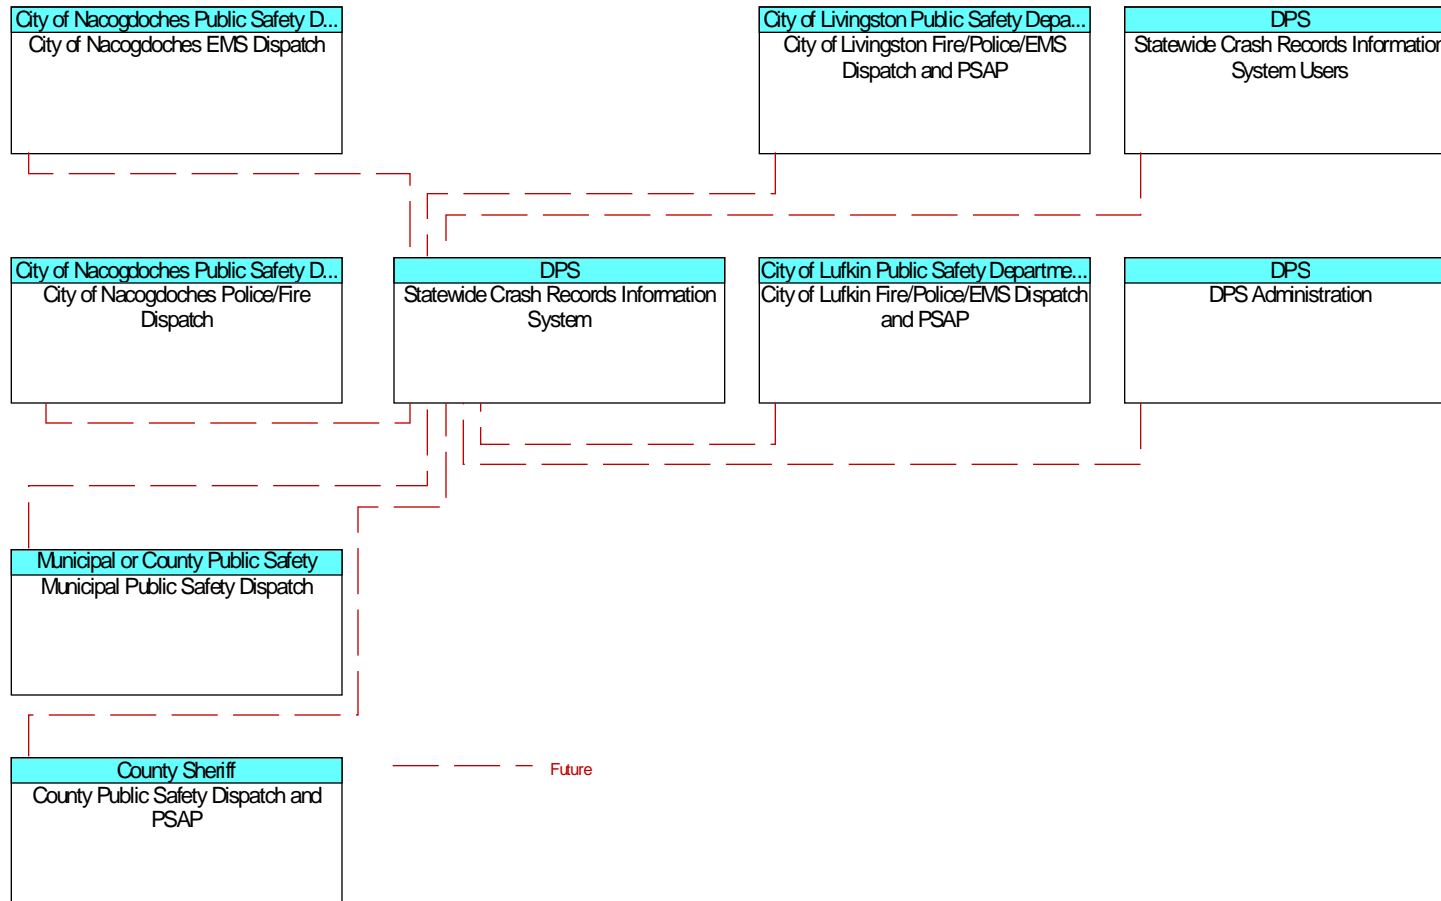 City of Nacogdoches Public Safety D...
City of Nacogdoches EMS Dispatch
City of Livingston Public Safety Depa...
City of Livingston Fire/Police/EMS
Dispatch and PSAP
DPS
Statewide Crash Records Information
System Users
City of Nacogdoches Public Safety D...
City of Nacogdoches Police/Fire
Dispatch
DPS
Statewide Crash Records Information
System
City of Lufkin Public Safety Departme...
City of Lufkin Fire/Police/EMS Dispatch
and PSAP
DPS
DPS Administration
Municipal or County Public Safety
Municipal Public Safety Dispatch
County Sheriff
County Public Safety Dispatch and
PSAP
Future